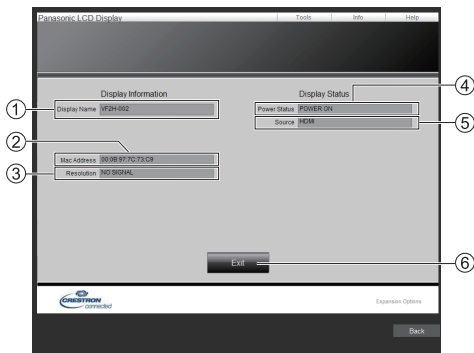 Panasonic LCD Display Tools Info Help
Display Information Display Status
④
① Display Name VF2H-002 Power Status POWER ON
Source HDMI ⑤
②
Mac Address 00.0B.97.7C.73.C9
③ Resolution NO SIGNAL
Exit ⑥
CRESTRON
connected
Expansion Options
Back